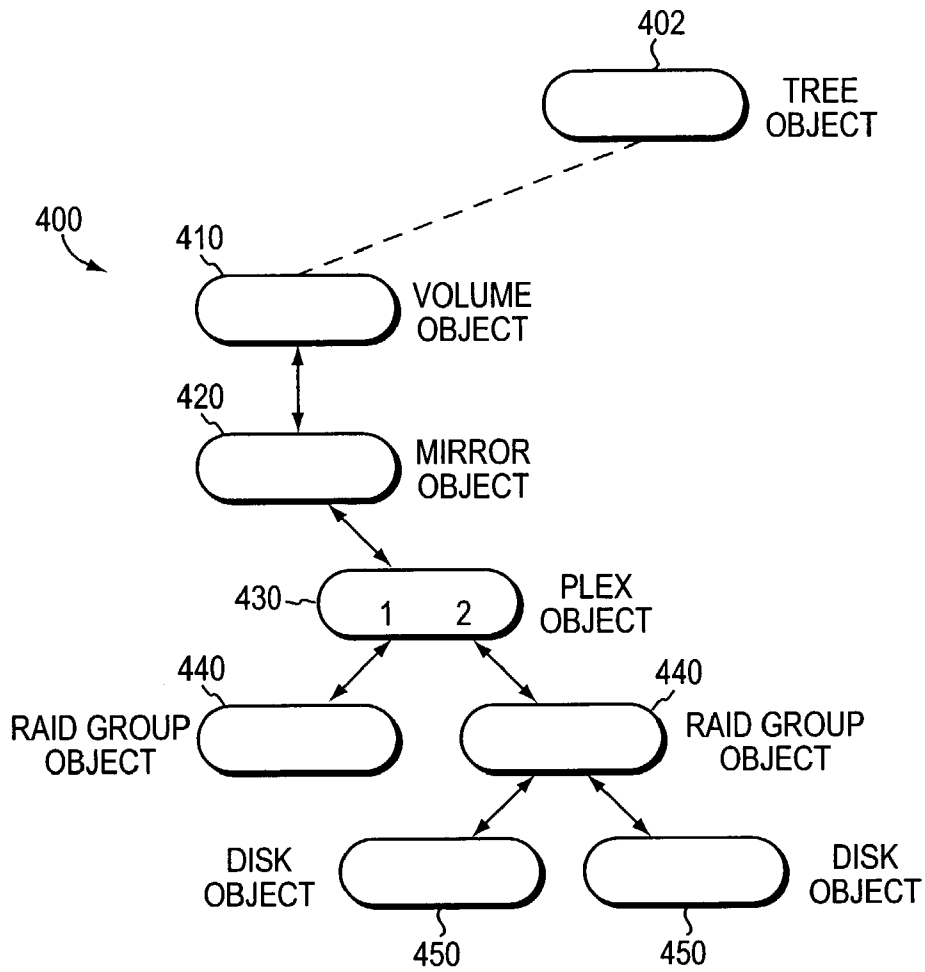 402
TREE
OBJECT
400
410
VOLUME
OBJECT
420
MIRROR
OBJECT
430
1 2
PLEX
OBJECT
440
RAID GROUP
OBJECT
440
RAID GROUP
OBJECT
DISK
OBJECT
450
DISK
OBJECT
450